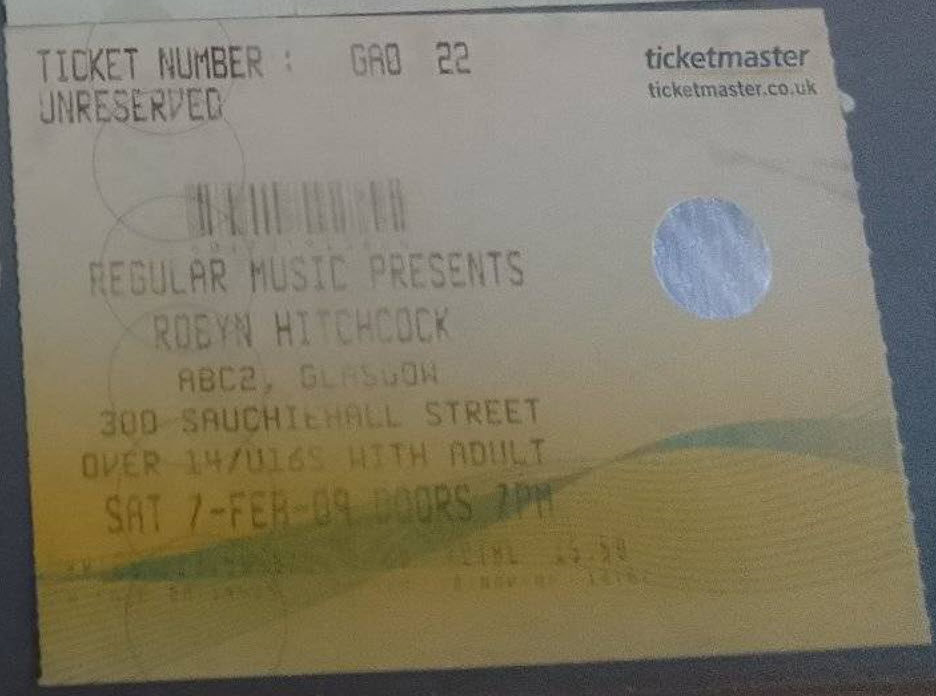 TICKET NUMBER : GA0 22
UNRESERVED
ticketmaster
ticketmaster.co.uk
REGULAR MUSIC PRESENTS
ROBYN HITCHCOCK
ABC2, GLASGOW
300 SAUCHIEHALL STREET
OVER 14/U16S WITH ADULT
SAT 7-FEB-09 DOORS 7PM